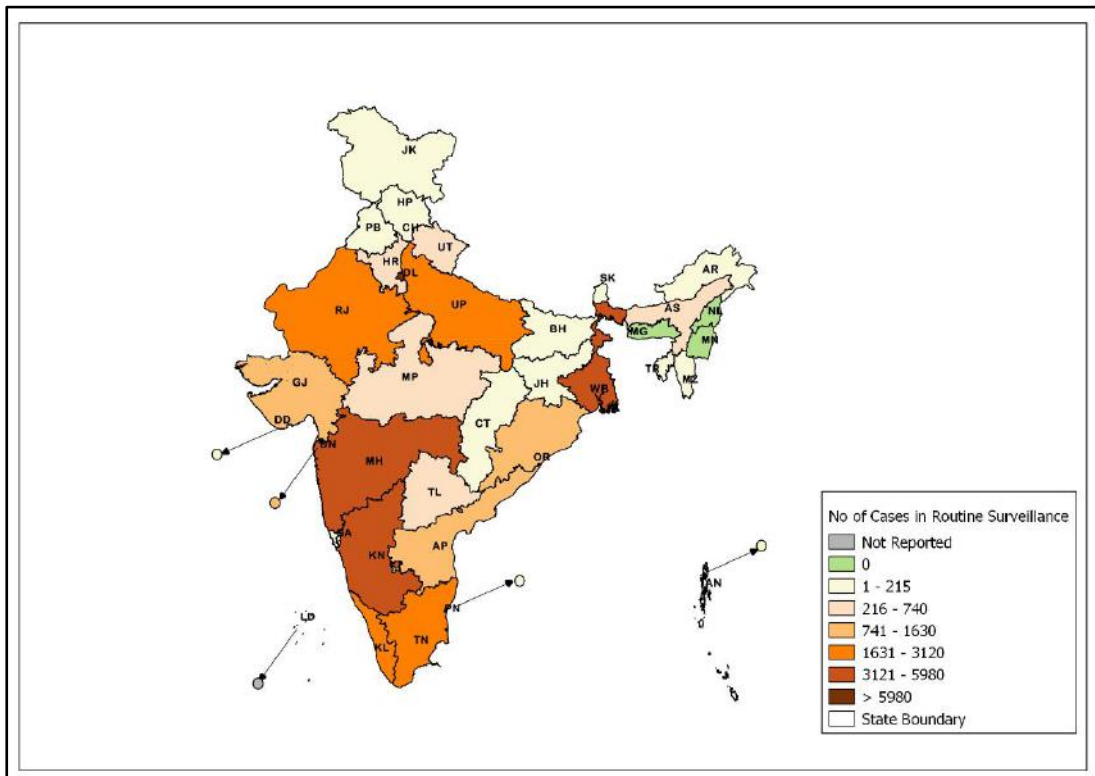 JK
HP
PB
CH
UT
HR
DL
RJ
UP
SK
AR
AS
NL
BH
MG
MN
GJ
MP
JH
TR
MZ
WB
CT
DD
DN
MH
OR
TL
KN
AP
AN
LD
PN
TN
KL
No of Cases in Routine Surveillance
Not Reported
0
1 - 215
216 - 740
741 - 1630
1631 - 3120
3121 - 5980
> 5980
State Boundary